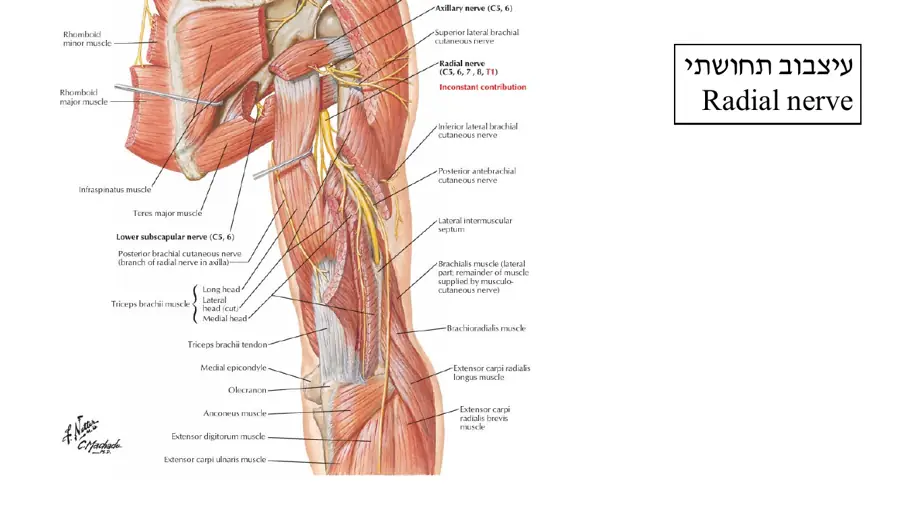 Axillary nerve (C5, 6)
Superior lateral brachial
cutaneous nerve
Radial nerve
(C5, 6, 7 , 8, T1)
Inconstant contribution
Inferior lateral brachial
cutaneous nerve
Posterior antebrachial
cutaneous nerve
Lateral intermuscular
septum
Brachialis muscle (lateral
part; remainder of muscle
supplied by musculo-
cutaneous nerve)
Brachioradialis muscle
Extensor carpi radialis
longus muscle
Extensor carpi
radialis brevis
muscle
Rhomboid
minor muscle
Rhomboid
major muscle
Infraspinatus muscle
Teres major muscle
Lower subscapular nerve (C5, 6)
Posterior brachial cutaneous nerve
(branch of radial nerve in axilla)
Triceps brachii muscle
Long head
Lateral
head (cut)
Medial head
Triceps brachii tendon
Medial epicondyle
Olecranon
Anconeus muscle
Extensor digitorum muscle
Extensor carpi ulnaris muscle
F. Netter
M.D.
C. Machado
M.D.
עיצבוב תחושתי
Radial nerve